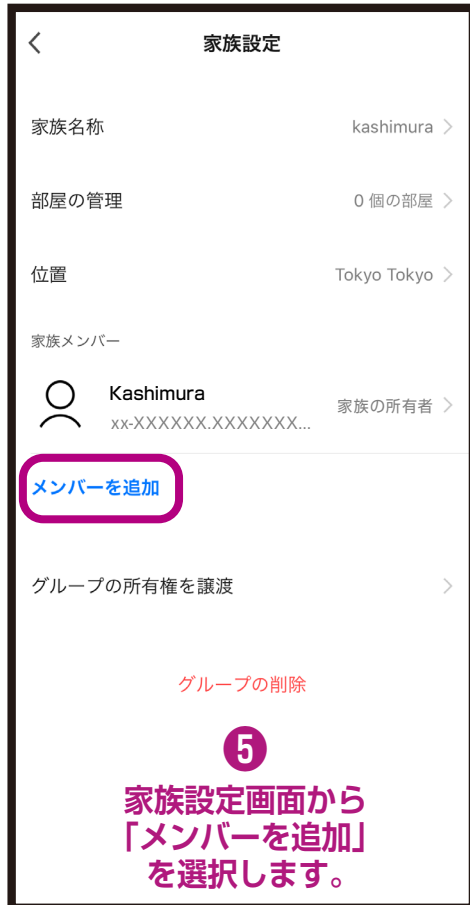 家族設定
家族名称 kashimura
部屋の管理 0 個の部屋
位置 Tokyo Tokyo
家族メンバー
Kashimura
xx-XXXXXX.XXXXXXX... 家族の所有者
メンバーを追加
グループの所有権を譲渡
グループの削除
❺
家族設定画面から
「メンバーを追加」
を選択します。